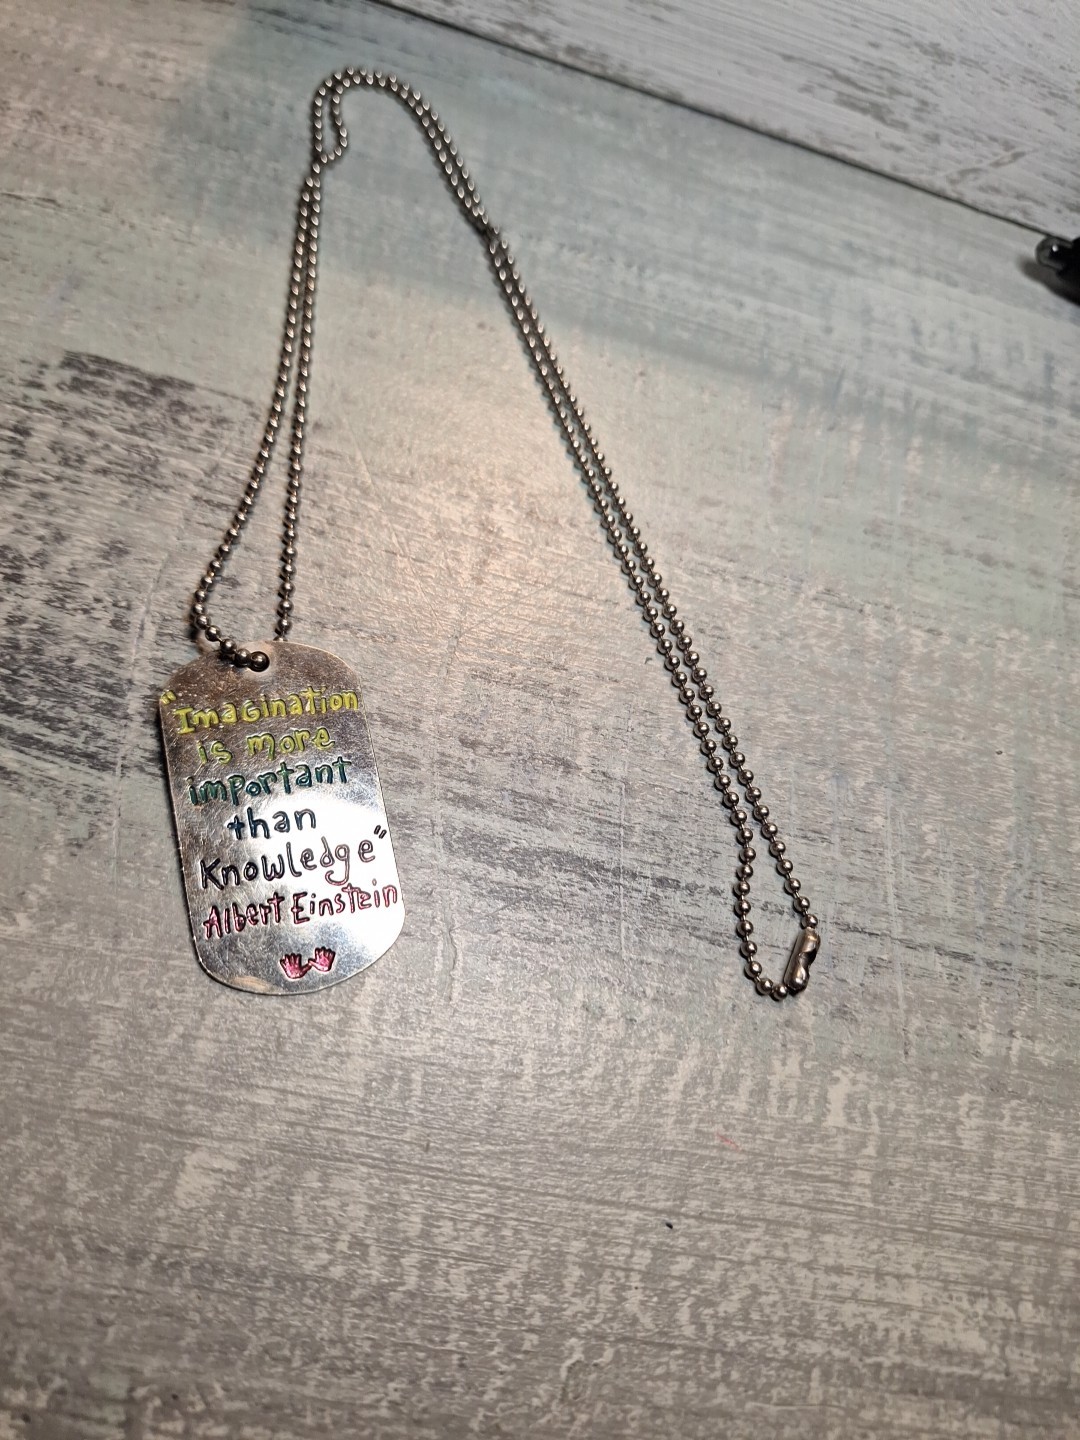 "Imagination
is more
important
than
Knowledge"
Albert Einstein